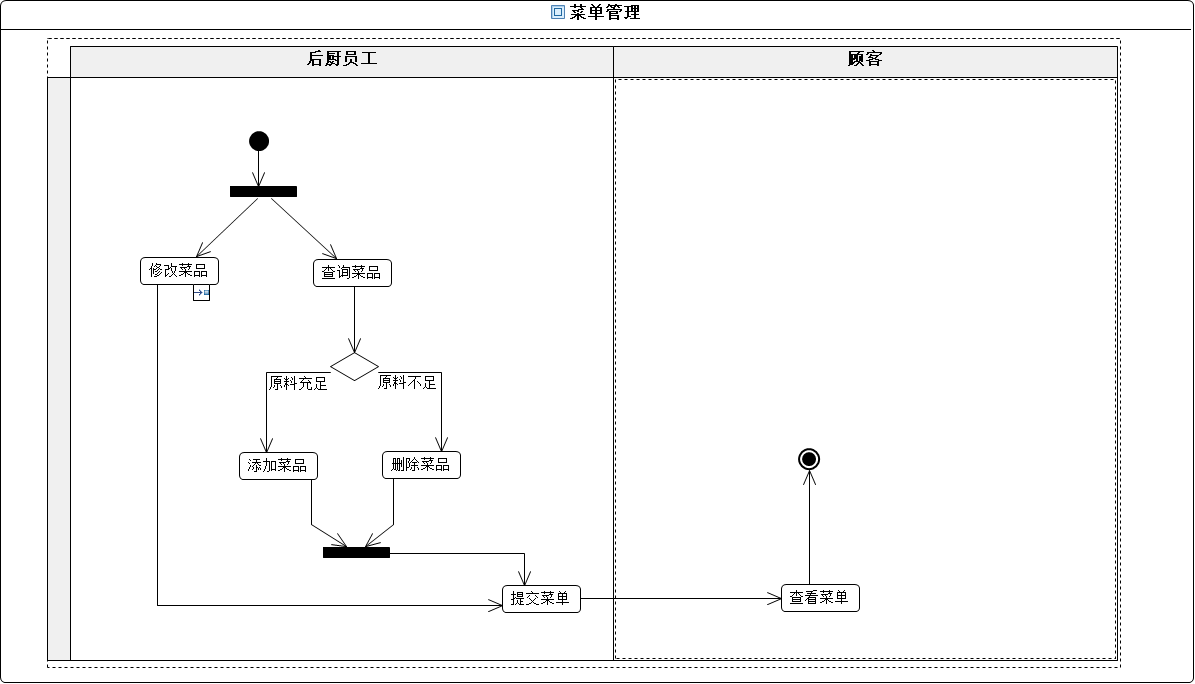 菜单管理
后厨员工
顾客
修改菜品
查询菜品
原料充足
原料不足
添加菜品
删除菜品
提交菜单
查看菜单